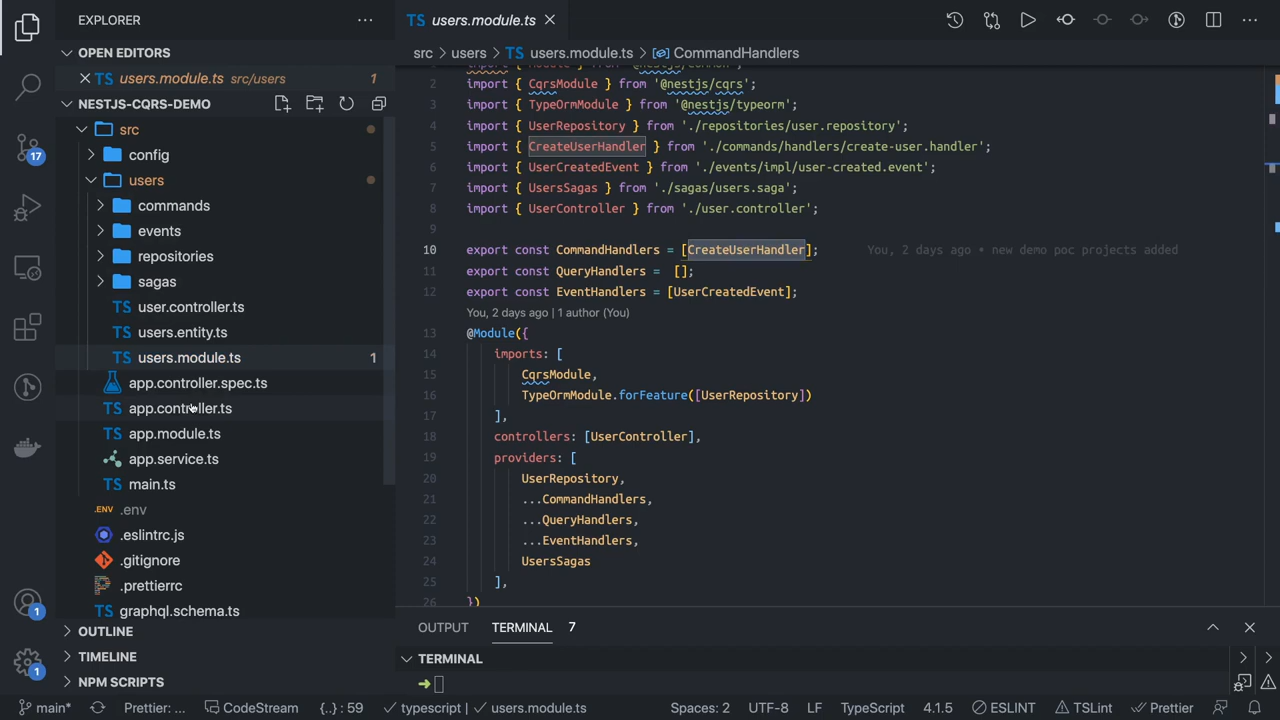 EXPLORER
OPEN EDITORS
TS users.module.ts src/users 1
NESTJS-CQRS-DEMO
src
config
users
commands
events
repositories
sagas
TS user.controller.ts
TS users.entity.ts
TS users.module.ts 1
app.controller.spec.ts
TS app.controller.ts
TS app.module.ts
app.service.ts
TS main.ts
.ENV .env
.eslintrc.js
.gitignore
.prettierrc
TS graphql.schema.ts
OUTLINE
TIMELINE
NPM SCRIPTS
17
1
1
TS users.module.ts
src > users > TS users.module.ts > CommandHandlers
2 import { CqrsModule } from '@nestjs/cqrs';
3 import { TypeOrmModule } from '@nestjs/typeorm';
4 import { UserRepository } from './repositories/user.repository';
5 import { CreateUserHandler } from './commands/handlers/create-user.handler';
6 import { UserCreatedEvent } from './events/impl/user-created.event';
7 import { UsersSagas } from './sagas/users.saga';
8 import { UserController } from './user.controller';
9
10 export const CommandHandlers = [CreateUserHandler]; You, 2 days ago • new demo poc projects added
11 export const QueryHandlers =  [];
12 export const EventHandlers = [UserCreatedEvent];
You, 2 days ago | 1 author (You)
13 @Module({
14 imports: [
15 CqrsModule,
16 TypeOrmModule.forFeature([UserRepository])
17 ],
18 controllers: [UserController],
19 providers: [
20 UserRepository,
21 ...CommandHandlers,
22 ...QueryHandlers,
23 ...EventHandlers,
24 UsersSagas
25 ],
26 })
OUTPUT TERMINAL 7
TERMINAL
main* Prettier: ... CodeStream {..} : 59 typescript | users.module.ts Spaces: 2 UTF-8 LF TypeScript 4.1.5 ESLINT TSLint Prettier